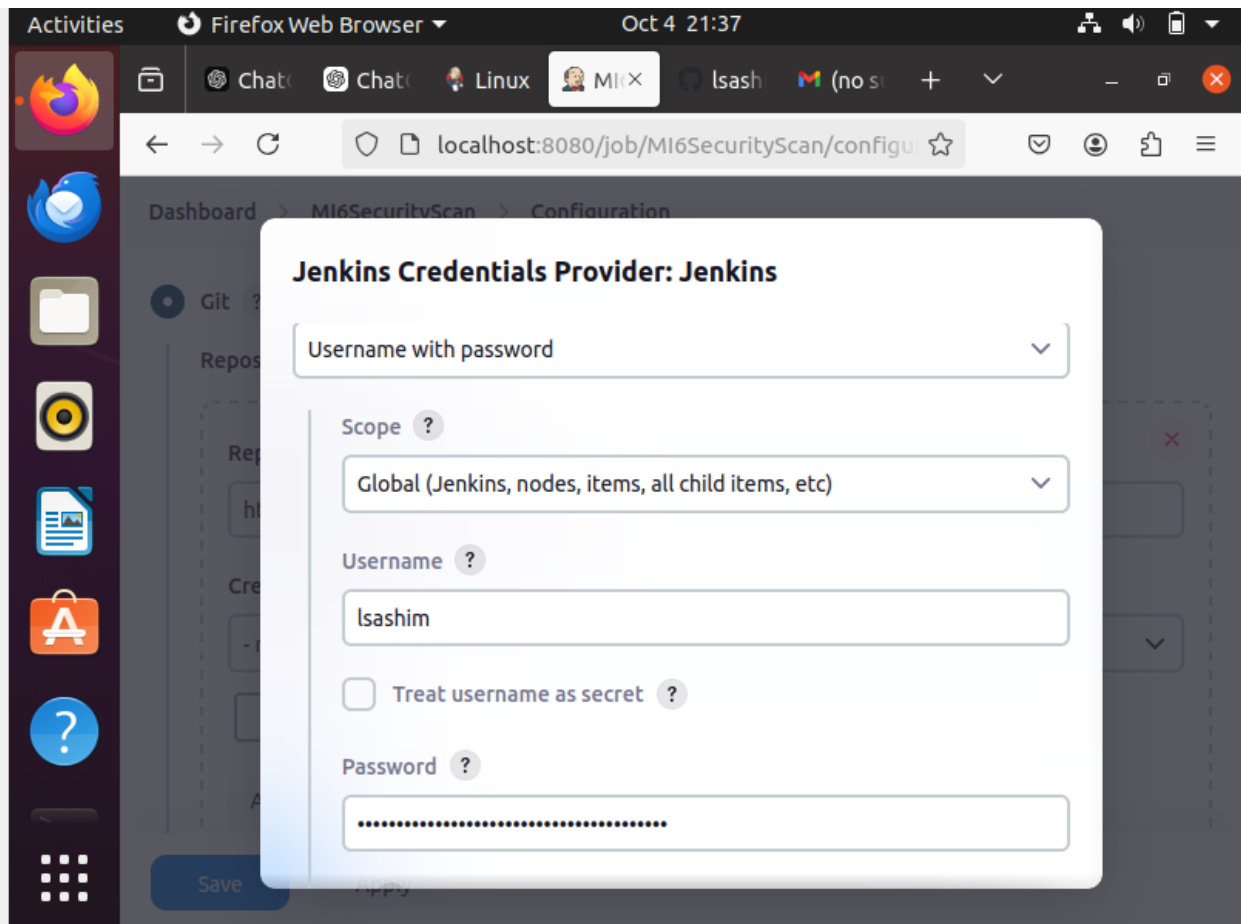 Activities Firefox Web Browser Oct 4 21:37
Chat Chat Linux MI lsash (no s
localhost:8080/job/MI6SecurityScan/configu
Dashboard > MI6SecurityScan > Configuration
Jenkins Credentials Provider: Jenkins
Git ?
Username with password
Repos
Scope ?
Rep
Global (Jenkins, nodes, items, all child items, etc)
ht
Username ?
Cre
lsashim
Treat username as secret ?
Password ?
••••••••••••••••••••••••••••••••••••••••
Save Apply